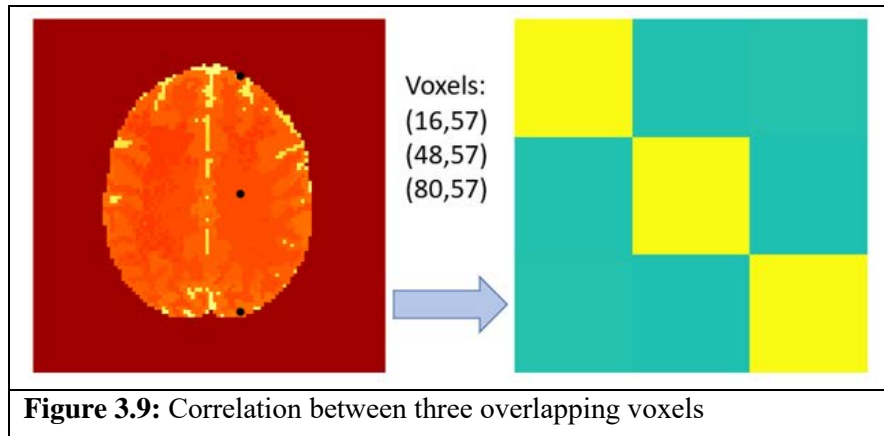 Voxels:
(16,57)
(48,57)
(80,57)
Figure 3.9: Correlation between three overlapping voxels